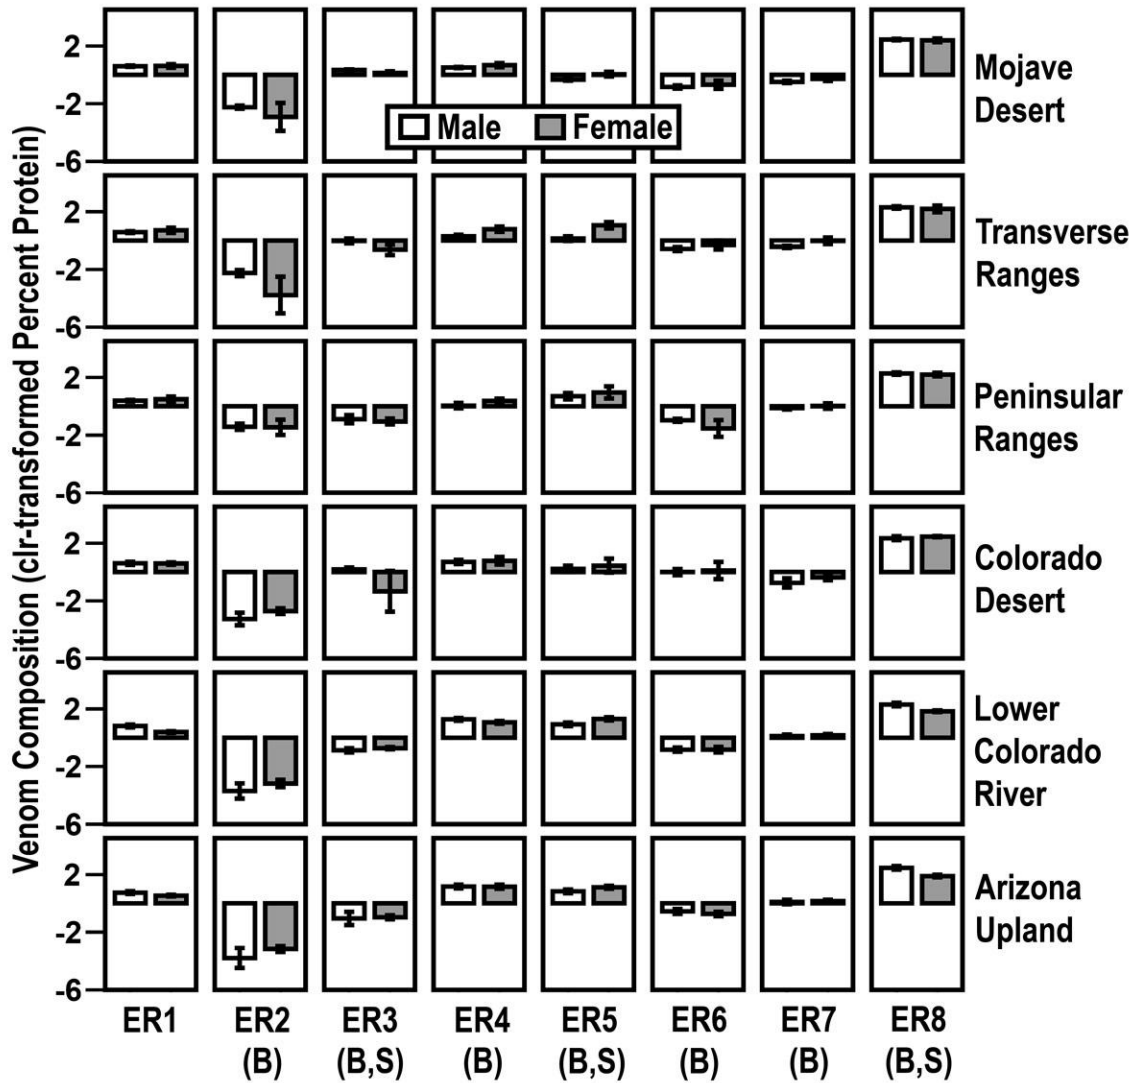 Venom Composition (clr-transformed Percent Protein)
2
-2
-6
Male Female
Mojave
Desert
2
-2
-6
Transverse
Ranges
2
-2
-6
Peninsular
Ranges
2
-2
-6
Colorado
Desert
2
-2
-6
Lower
Colorado
River
2
-2
-6
Arizona
Upland
ER1 ER2 ER3 ER4 ER5 ER6 ER7 ER8
(B) (B,S) (B) (B,S) (B) (B) (B,S)